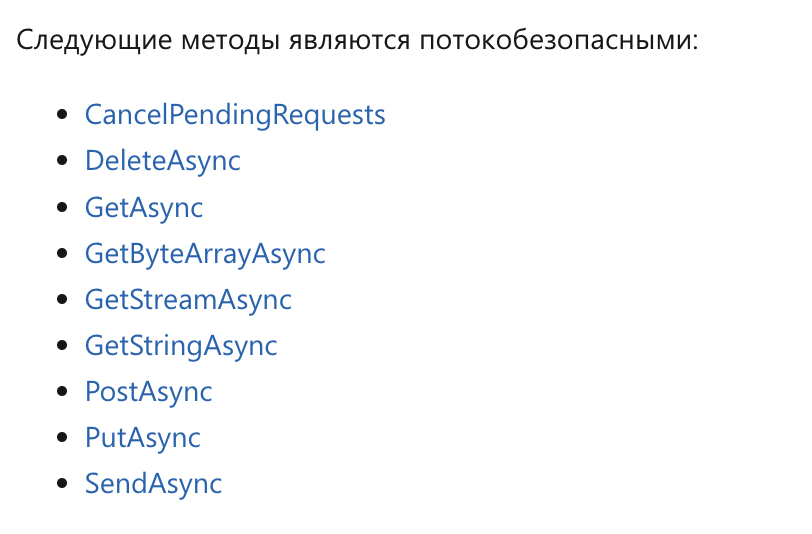 Следующие методы являются потокобезопасными:
CancelPendingRequests
DeleteAsync
GetAsync
GetByteArrayAsync
GetStreamAsync
GetStringAsync
PostAsync
PutAsync
SendAsync